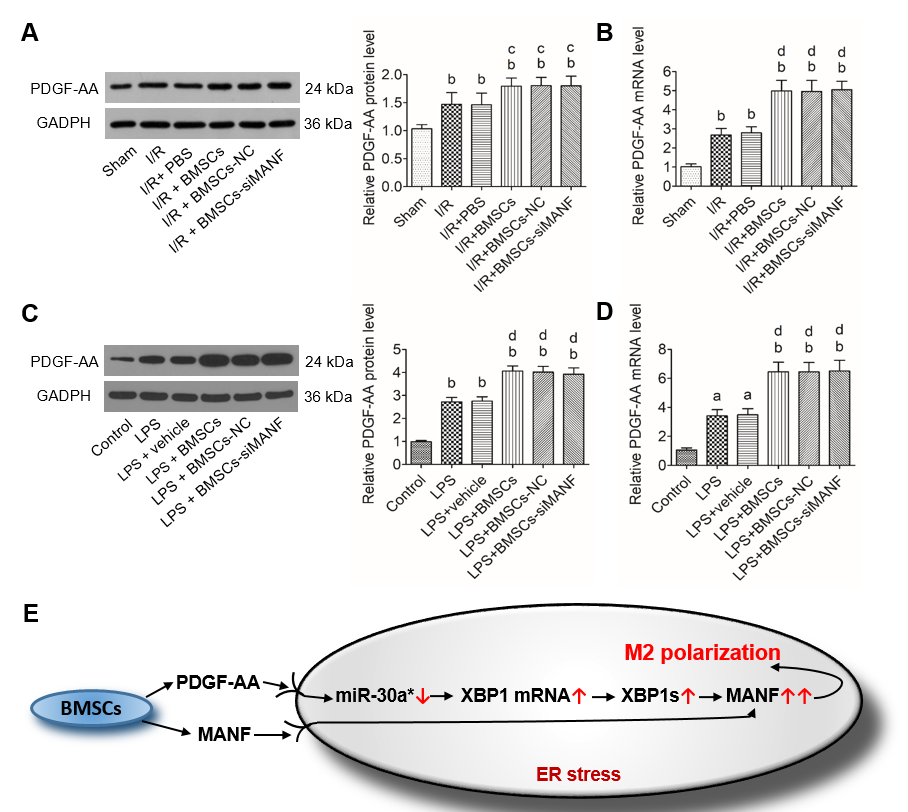 A
PDGF-AA
24 kDa
GADPH
36 kDa
Sham
I/R
I/R+ PBS
I/R + BMSCs
I/R + BMSCs-NC
I/R + BMSCs-siMANF
Relative PDGF-AA protein level
2.0
1.5
1.0
0.5
0.0
b
b
c
b
c
b
c
b
Sham
I/R
I/R+PBS
I/R+BMSCs
I/R+BMSCs-NC
I/R+BMSCs-siMANF
B
Relative PDGF-AA mRNA level
6
5
4
3
2
1
0
b
b
d
b
d
b
d
b
Sham
I/R
I/R+PBS
I/R+BMSCs
I/R+BMSCs-NC
I/R+BMSCs-siMANF
C
PDGF-AA
24 kDa
GADPH
36 kDa
Control
LPS
LPS + vehicle
LPS + BMSCs
LPS + BMSCs-NC
LPS + BMSCs-siMANF
Relative PDGF-AA protein level
5
4
3
2
1
0
b
b
d
b
d
b
d
b
Control
LPS
LPS+vehicle
LPS+BMSCs
LPS+BMSCs-NC
LPS+BMSCs-siMANF
D
Relative PDGF-AA mRNA level
8
6
4
2
0
a
a
d
b
d
b
d
b
Control
LPS
LPS+vehicle
LPS+BMSCs
LPS+BMSCs-NC
LPS+BMSCs-siMANF
E
M2 polarization
BMSCs
PDGF-AA
miR-30a*↓
XBP1 mRNA↑
XBP1s↑
MANF↑↑
MANF
ER stress